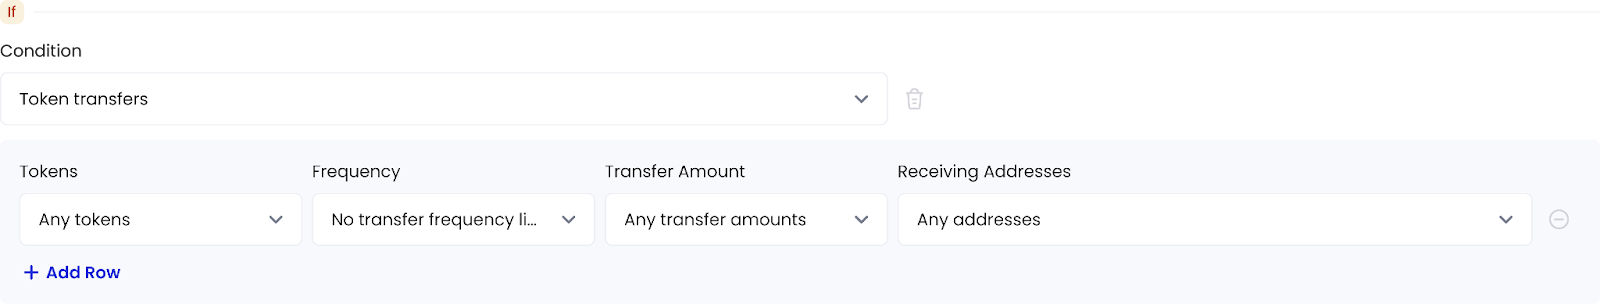 If
Condition
Token transfers
Tokens Frequency Transfer Amount Receiving Addresses
Any tokens No transfer frequency li... Any transfer amounts Any addresses
+ Add Row